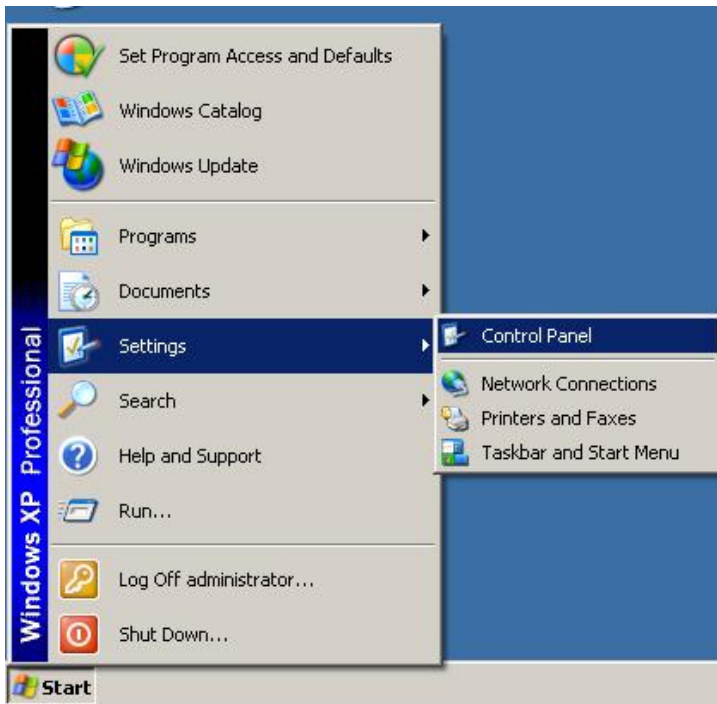 Set Program Access and Defaults
Windows Catalog
Windows Update
Programs
Documents
Settings
Search
Help and Support
Run...
Log Off administrator...
Shut Down...
Control Panel
Network Connections
Printers and Faxes
Taskbar and Start Menu
Windows XP Professional
Start